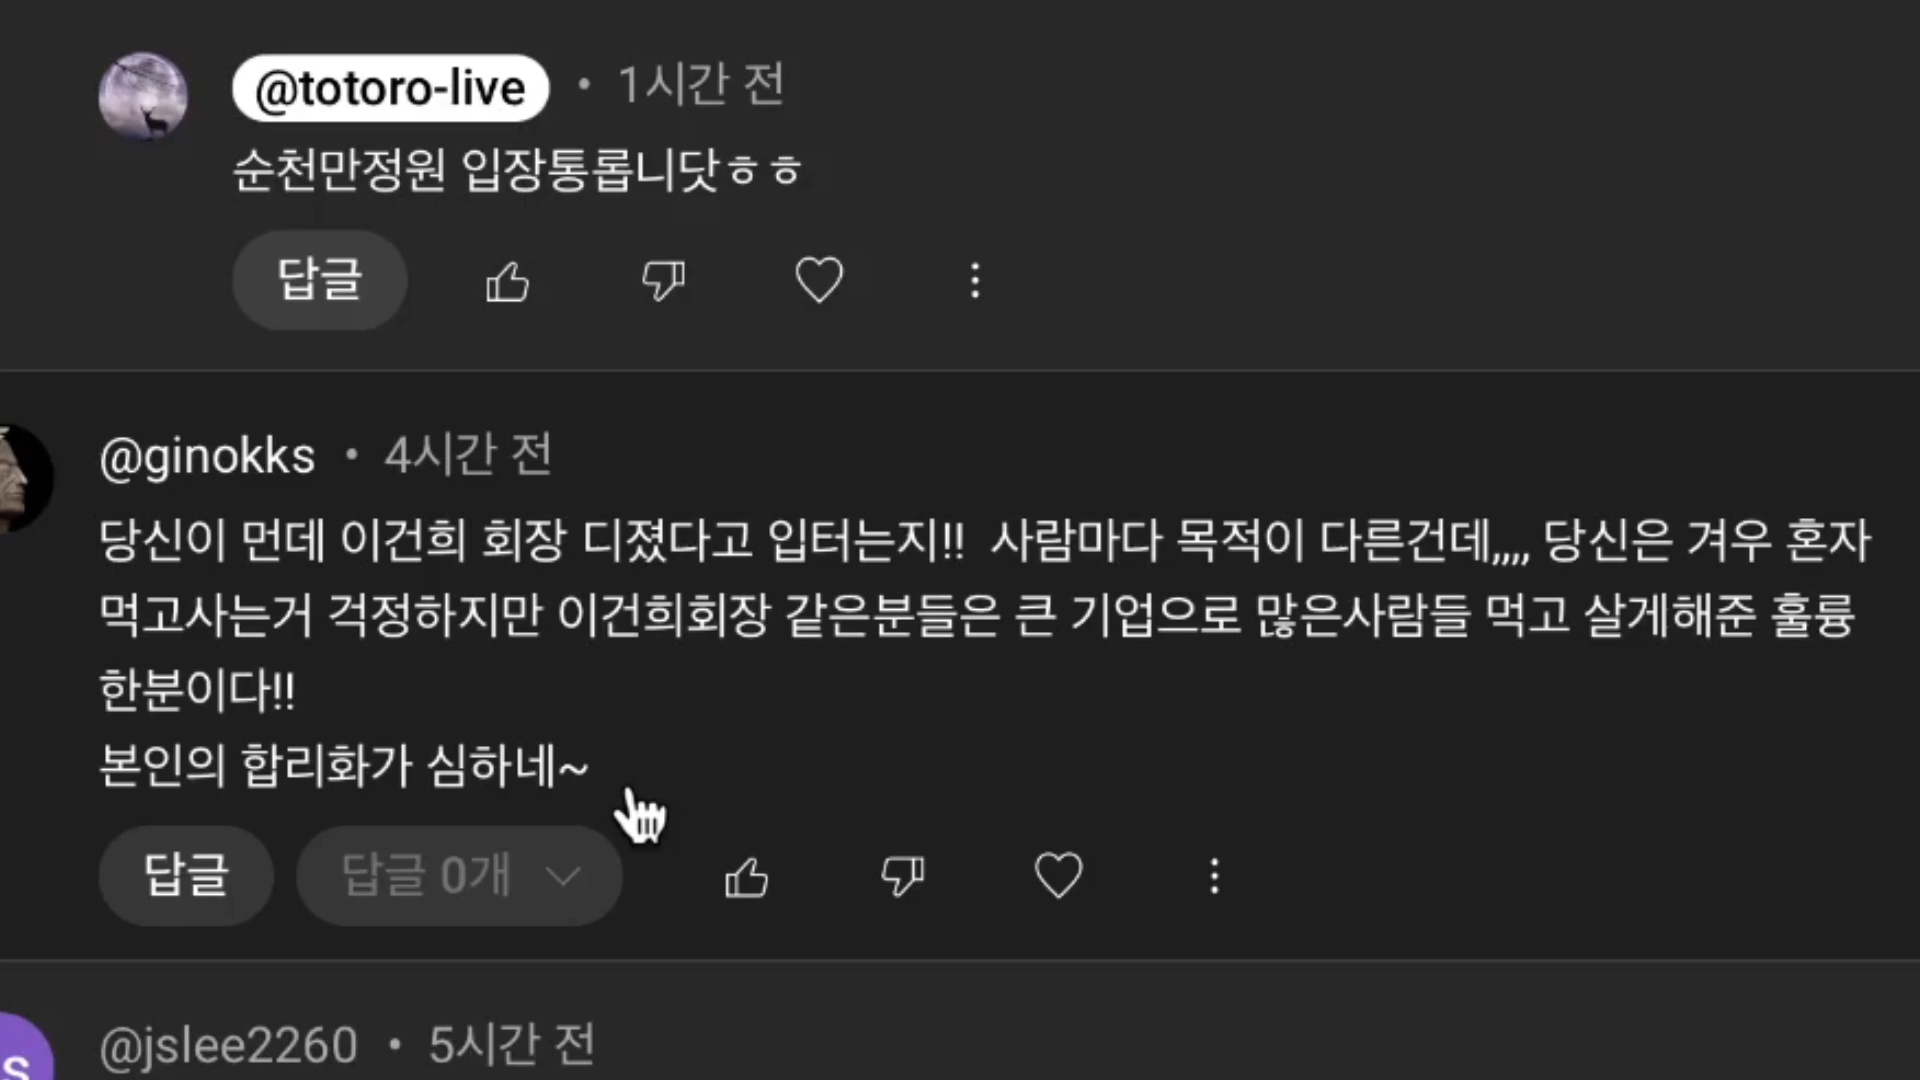 @totoro-live • 1시간 전
순천만정원 입장통롭니닷ㅎㅎ
답글
@ginokks • 4시간 전
당신이 먼데 이건희 회장 디졌다고 입터는지!! 사람마다 목적이 다른건데,,,, 당신은 겨우 혼자
먹고사는거 걱정하지만 이건희회장 같은분들은 큰 기업으로 많은사람들 먹고 살게해준 훌륭
한분이다!!
본인의 합리화가 심하네~
답글 답글 0개
@jslee2260 • 5시간 전
s